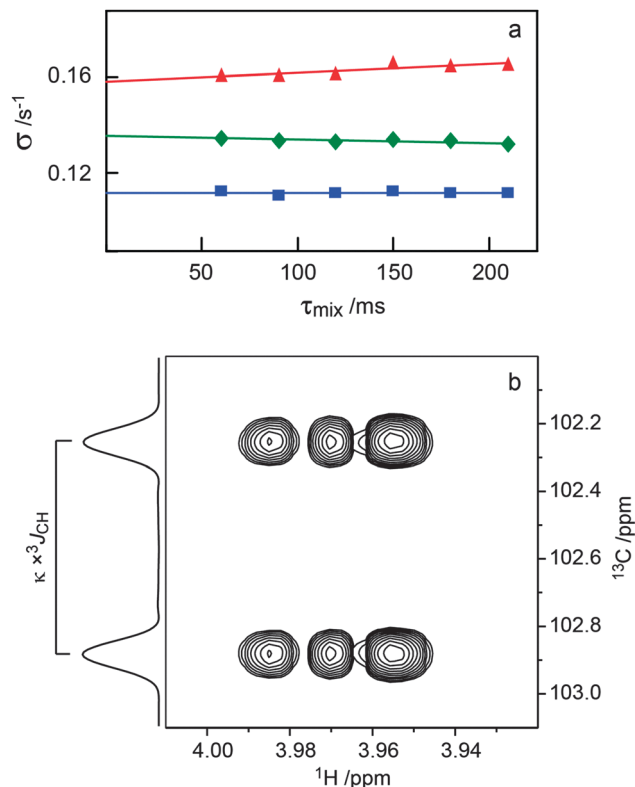 a
0.16
0.12
σ /s⁻¹
50 100 150 200
τmix /ms
b
102.2
102.4
102.6
102.8
103.0
¹³C /ppm
κ × ³JCH
4.00 3.98 3.96 3.94
¹H /ppm